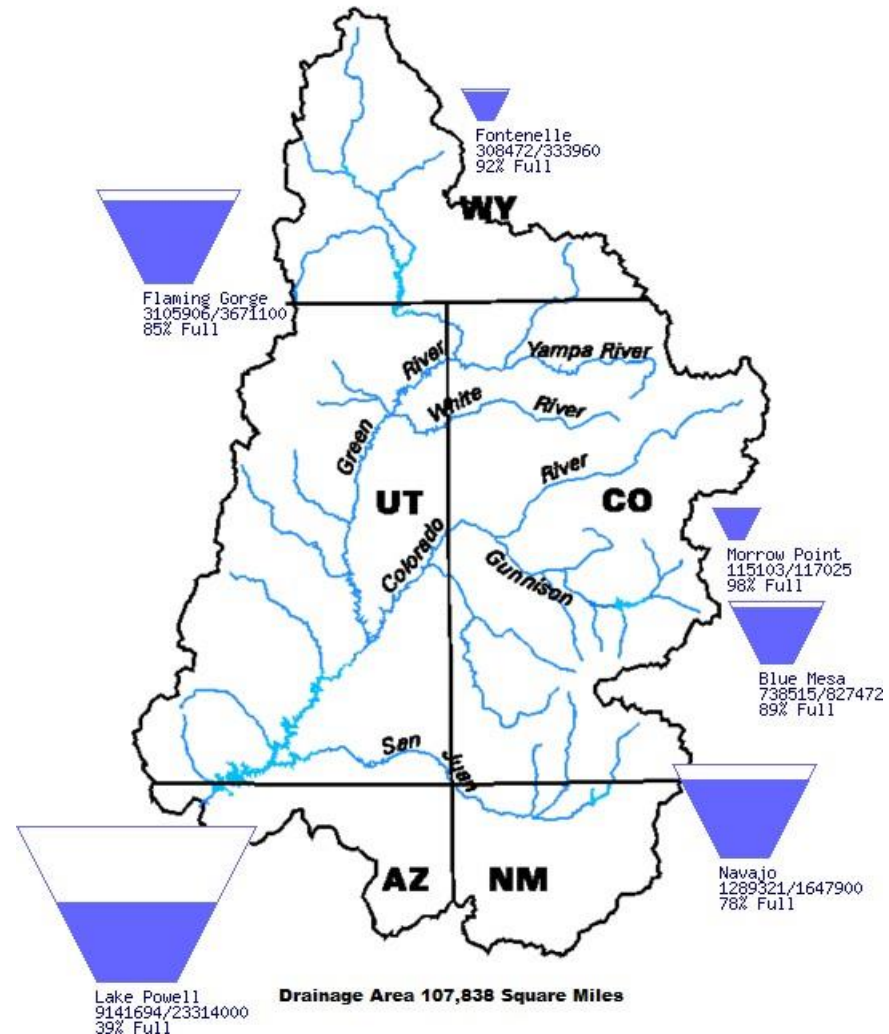 Fontenelle
308472/333960
92% Full
WY
Flaming Gorge
3105906/3671100
85% Full
River
Yampa River
White
River
Green
River
UT
CO
Colorado
Gunnison
Morrow Point
115103/117025
98% Full
Blue Mesa
738515/827472
89% Full
San
Juan
AZ
NM
Navajo
1289321/1647900
78% Full
Lake Powell
9141694/23314000
39% Full
Drainage Area 107,838 Square Miles